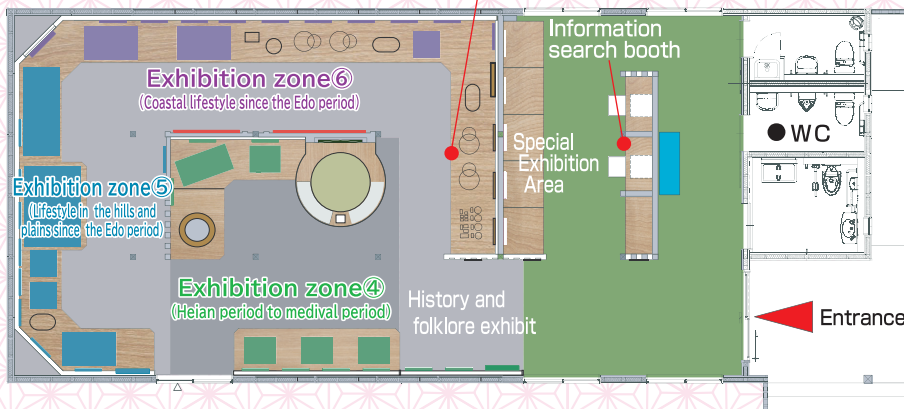 Information
search booth
Exhibition zone⑥
(Coastal lifestyle since the Edo period)
●WC
Special
Exhibition
Area
Exhibition zone⑤
(Lifestyle in the hills and
plains since the Edo period)
Exhibition zone④
(Heian period to medival period)
History and
folklore exhibit
Entrance